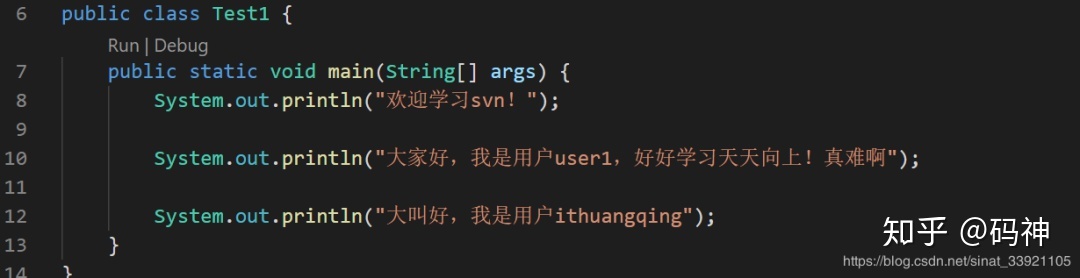 6 public class Test1 {
Run | Debug
7 public static void main(String[] args) {
8 System.out.println("欢迎学习svn！");
9
10 System.out.println("大家好，我是用户user1，好好学习天天向上！真难啊");
11
12 System.out.println("大叫好，我是用户ithuangqing");
13 }
14 }
知乎 @码神
https://blog.csdn.net/sinat_33921105